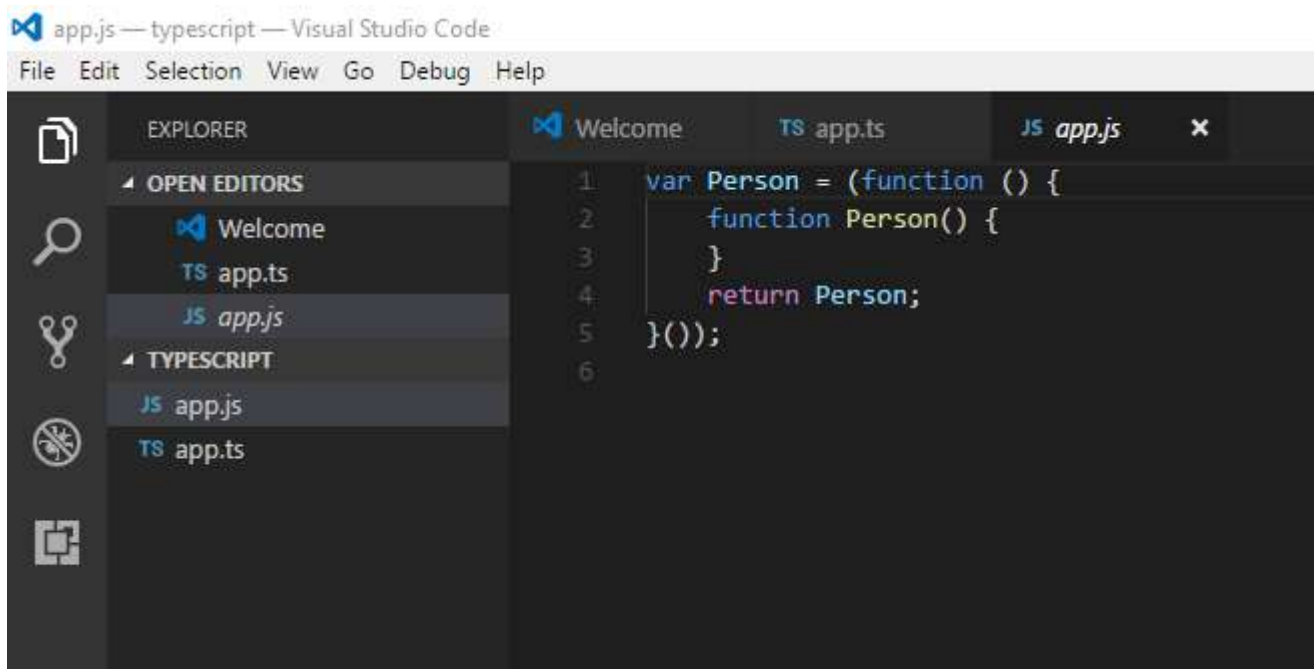 app.js — typescript — Visual Studio Code
File Edit Selection View Go Debug Help
EXPLORER
OPEN EDITORS
Welcome
TS app.ts
JS app.js
TYPESCRIPT
JS app.js
TS app.ts
Welcome TS app.ts JS app.js ×
1 var Person = (function () {
2     function Person() {
3     }
4     return Person;
5 }());
6